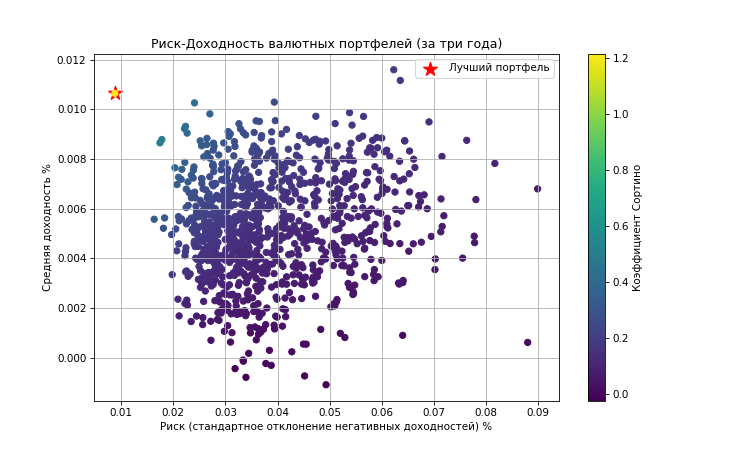 Риск-Доходность валютных портфелей (за три года)
Лучший портфель
Средняя доходность %
0.012
0.010
0.008
0.006
0.004
0.002
0.000
0.01 0.02 0.03 0.04 0.05 0.06 0.07 0.08 0.09
Риск (стандартное отклонение негативных доходностей) %
1.2
1.0
0.8
0.6
0.4
0.2
0.0
Коэффициент Сортино